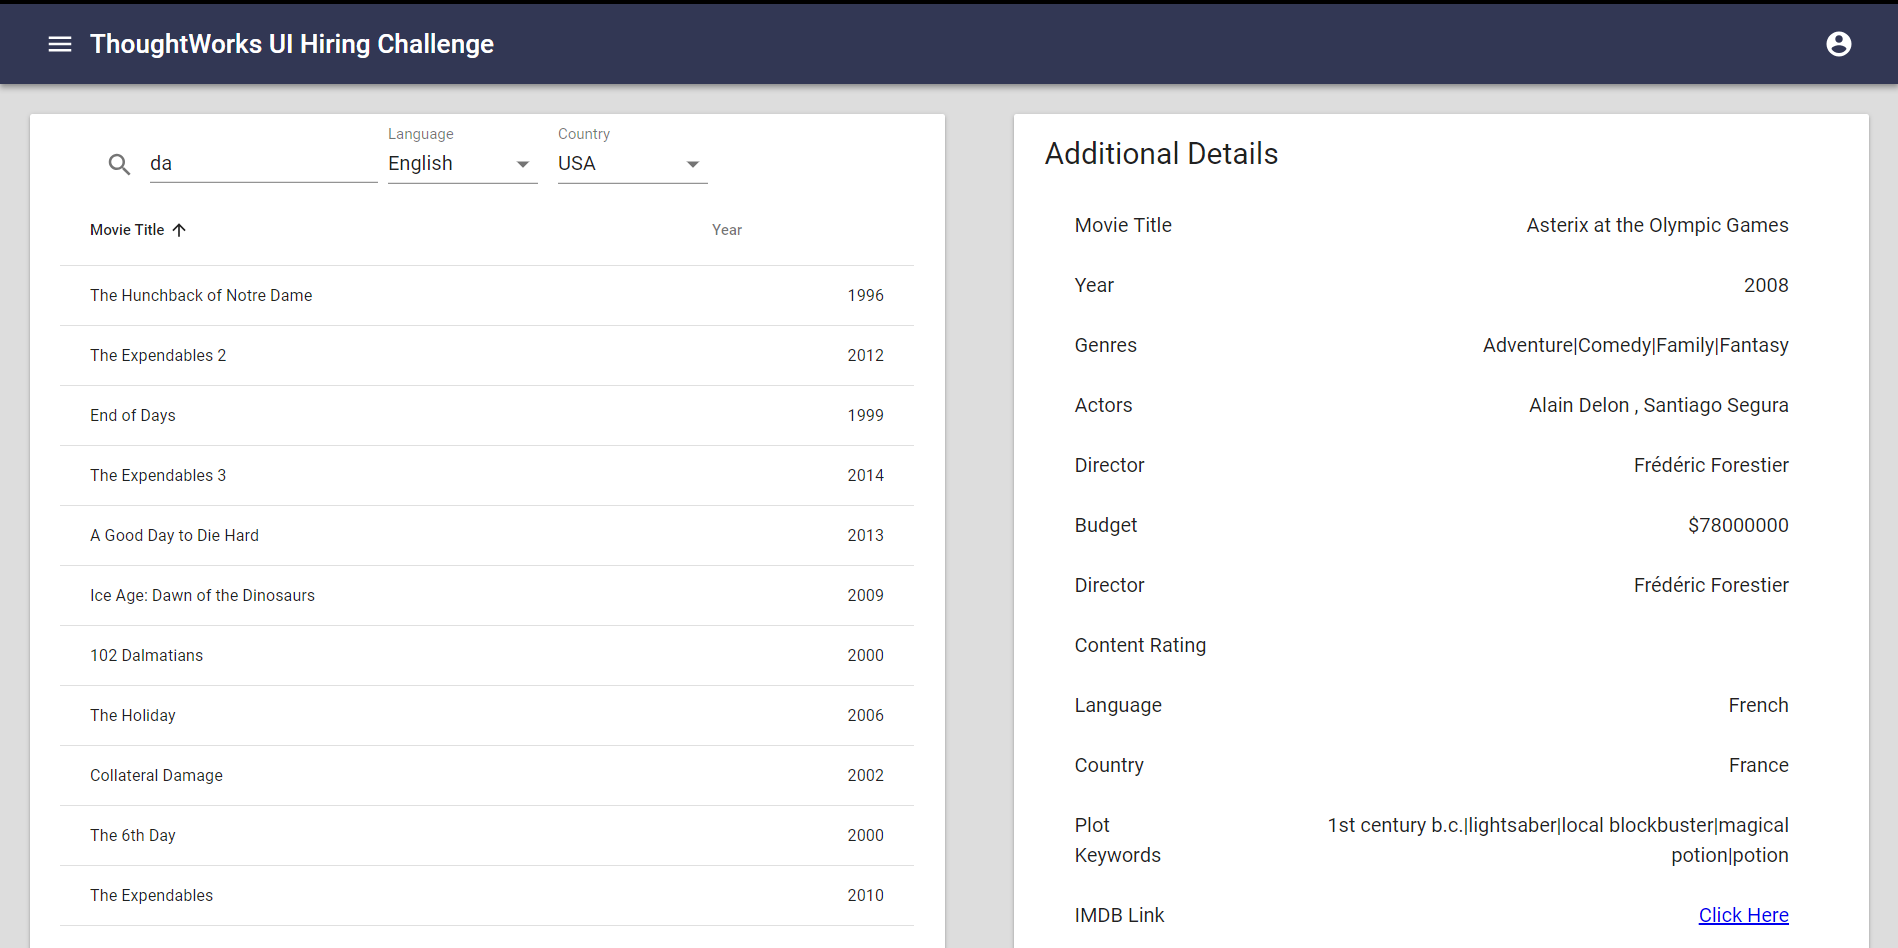 ThoughtWorks UI Hiring Challenge
Language
Country
da
English
USA
Movie Title
Year
The Hunchback of Notre Dame 1996
The Expendables 2 2012
End of Days 1999
The Expendables 3 2014
A Good Day to Die Hard 2013
Ice Age: Dawn of the Dinosaurs 2009
102 Dalmatians 2000
The Holiday 2006
Collateral Damage 2002
The 6th Day 2000
The Expendables 2010
Additional Details
Movie Title Asterix at the Olympic Games
Year 2008
Genres Adventure|Comedy|Family|Fantasy
Actors Alain Delon , Santiago Segura
Director Frédéric Forestier
Budget $78000000
Director Frédéric Forestier
Content Rating
Language French
Country France
Plot Keywords 1st century b.c.|lightsaber|local blockbuster|magical
potion|potion
IMDB Link Click Here